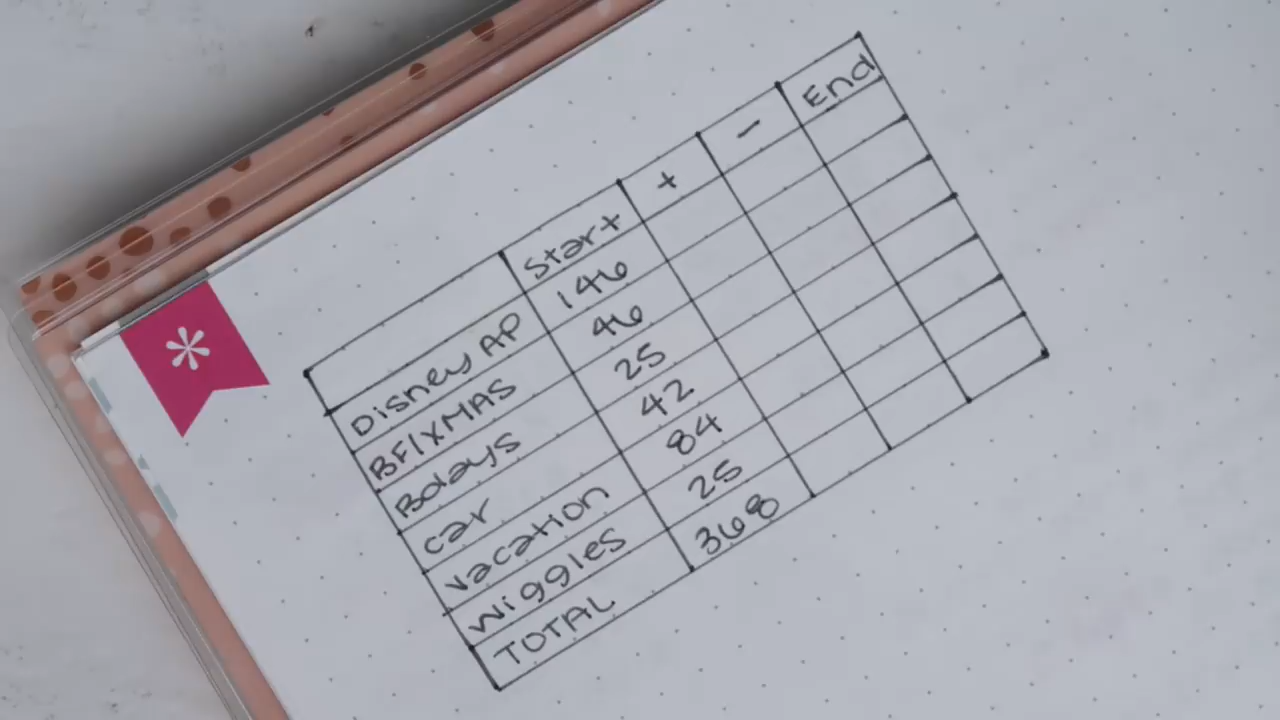 Start + - End
Disney AP 146
BF/XMAS 46
Bdays 25
car 42
vacation 84
wiggles 25
TOTAL 368